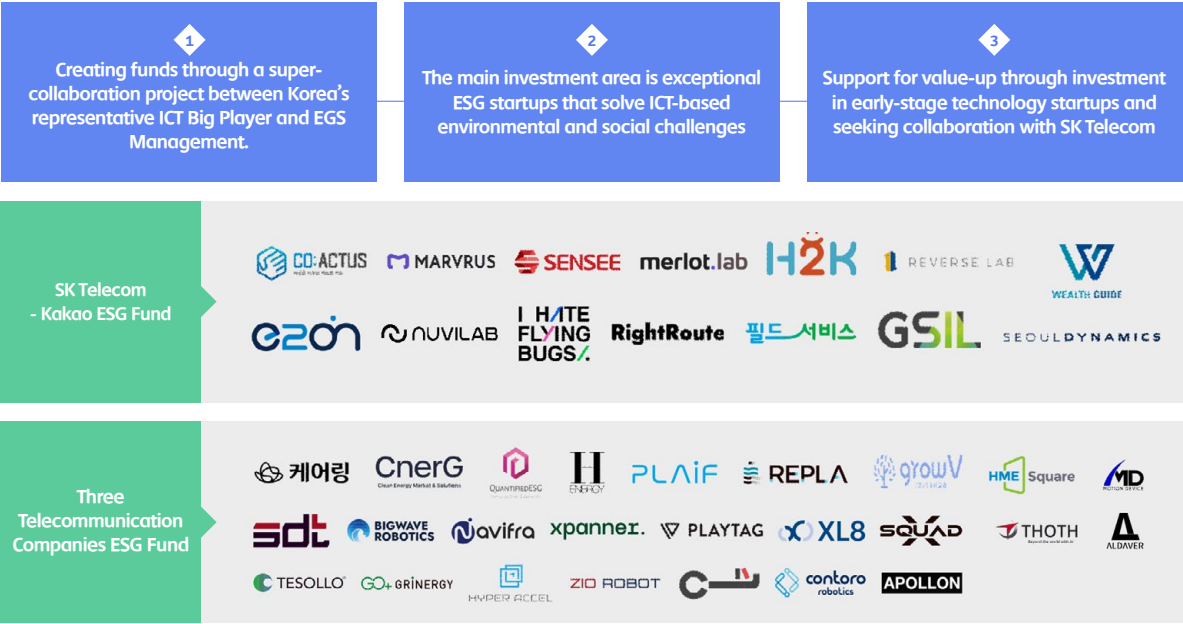 1
Creating funds through a super-
collaboration project between Korea's
representative ICT Big Player and EGS
Management.
2
The main investment area is exceptional
ESG startups that solve ICT-based
environmental and social challenges
3
Support for value-up through investment
in early-stage technology startups and
seeking collaboration with SK Telecom
SK Telecom
- Kakao ESG Fund
CO:ACTUS
MARVRUS
SENSEE
merlot.lab
H2K
REVERSE LAB
WEALTH GUIDE
e2on
NUVILAB
I HATE
FLYING
BUGS/.
RightRoute
필드 서비스
GSIL
SEOULDYNAMICS
Three
Telecommunication
Companies ESG Fund
케어링
CnerG
Clean Energy Market & Solutions
QUANTIFIEDESG
H
ENERGY
PLAiF
REPLA
growV
HME Square
MD
MOTION DEVICE
sdt
BIGWAVE
ROBOTICS
Navifra
xpanner.
PLAYTAG
XL8
SQUAD
THOTH
ALDAVER
TESOLLO
GO+ GRINERGY
HYPER ACCEL
ZIO ROBOT
contoro
robotics
APOLLON